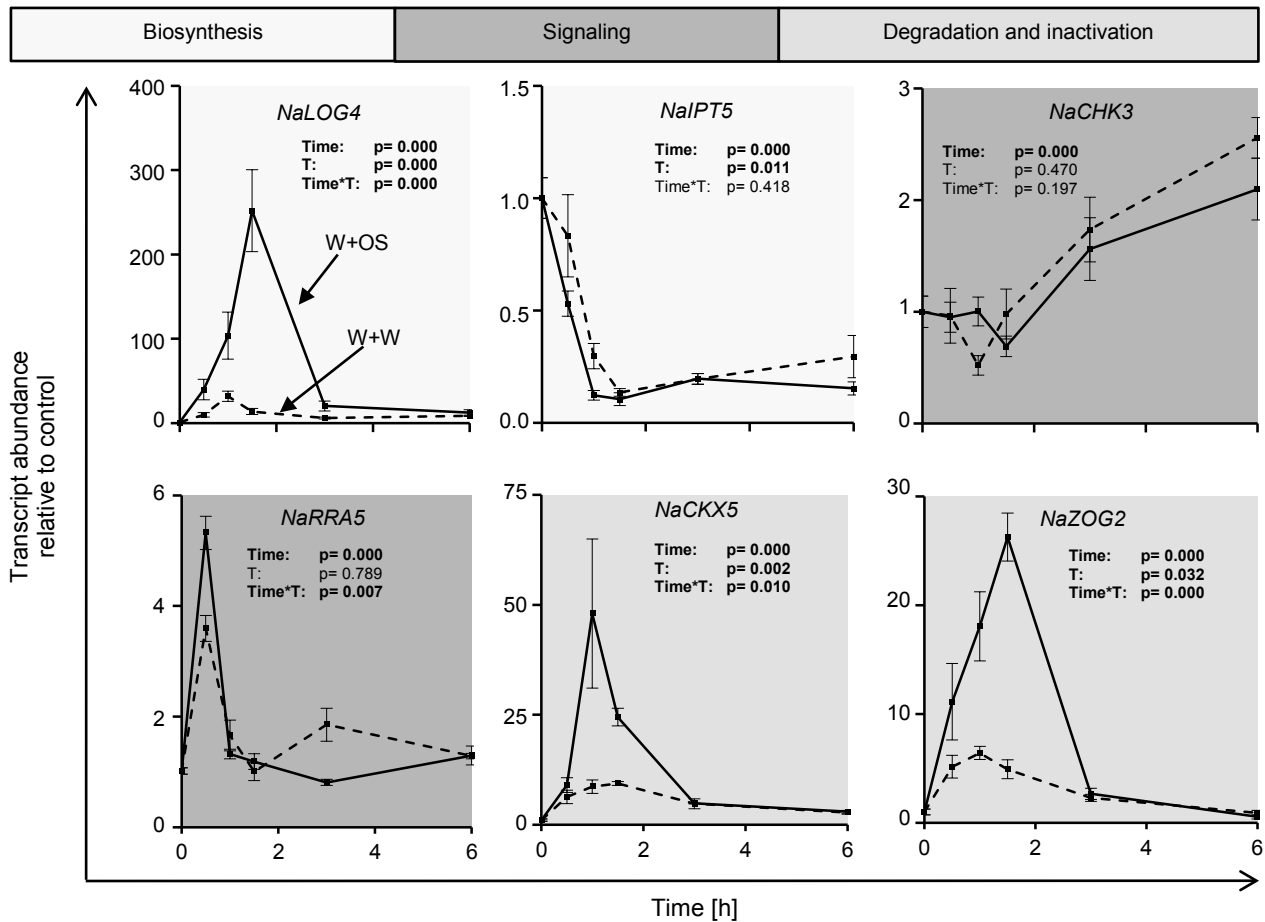 Biosynthesis
Signaling
Degradation and inactivation
Transcript abundance
relative to control
NaLOG4
Time: p= 0.000
T: p= 0.000
Time*T: p= 0.000
W+OS
W+W
400
300
200
100
0
NaIPT5
Time: p= 0.000
T: p= 0.011
Time*T: p= 0.418
1.5
1.0
0.5
0.0
NaCHK3
Time: p= 0.000
T: p= 0.470
Time*T: p= 0.197
3
2
1
0
NaRRA5
Time: p= 0.000
T: p= 0.789
Time*T: p= 0.007
6
4
2
0
0 2 4 6
NaCKX5
Time: p= 0.000
T: p= 0.002
Time*T: p= 0.010
75
50
25
0
0 2 4 6
NaZOG2
Time: p= 0.000
T: p= 0.032
Time*T: p= 0.000
30
20
10
0
0 2 4 6
Time [h]